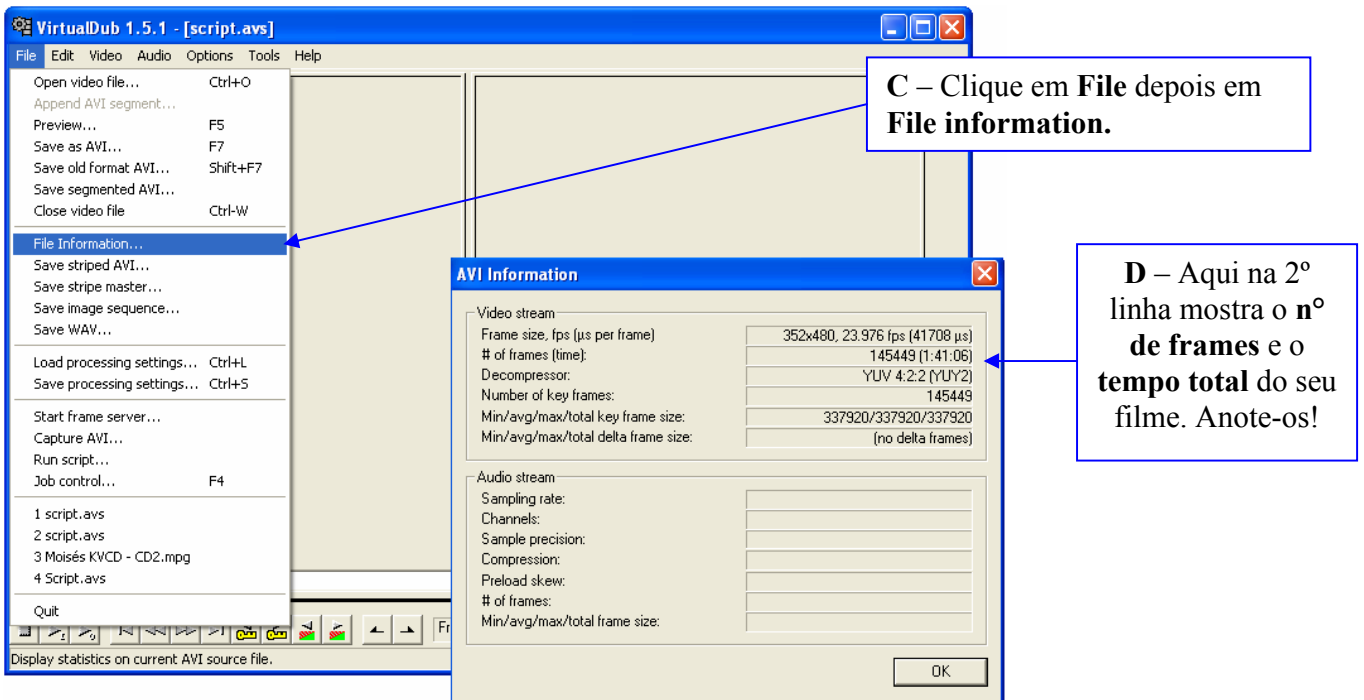 VirtualDub 1.5.1 - [script.avs]
File Edit Video Audio Options Tools Help
Open video file... Ctrl+O
Append AVI segment...
Preview... F5
Save as AVI... F7
Save old format AVI... Shift+F7
Save segmented AVI...
Close video file Ctrl-W
File Information...
Save striped AVI...
Save stripe master...
Save image sequence...
Save WAV...
Load processing settings... Ctrl+L
Save processing settings... Ctrl+S
Start frame server...
Capture AVI...
Run script...
Job control... F4
1 script.avs
2 script.avs
3 Moisés KVCD - CD2.mpg
4 Script.avs
Quit
Fr
Display statistics on current AVI source file.
C – Clique em File depois em
File information.
AVI Information
Video stream
Frame size, fps (µs per frame) 352x480, 23.976 fps (41708 µs)
# of frames (time): 145449 (1:41:06)
Decompressor: YUV 4:2:2 (YUY2)
Number of key frames: 145449
Min/avg/max/total key frame size: 337920/337920/337920
Min/avg/max/total delta frame size: (no delta frames)
Audio stream
Sampling rate:
Channels:
Sample precision:
Compression:
Preload skew:
# of frames:
Min/avg/max/total frame size:
OK
D – Aqui na 2º
linha mostra o n°
de frames e o
tempo total do seu
filme. Anote-os!